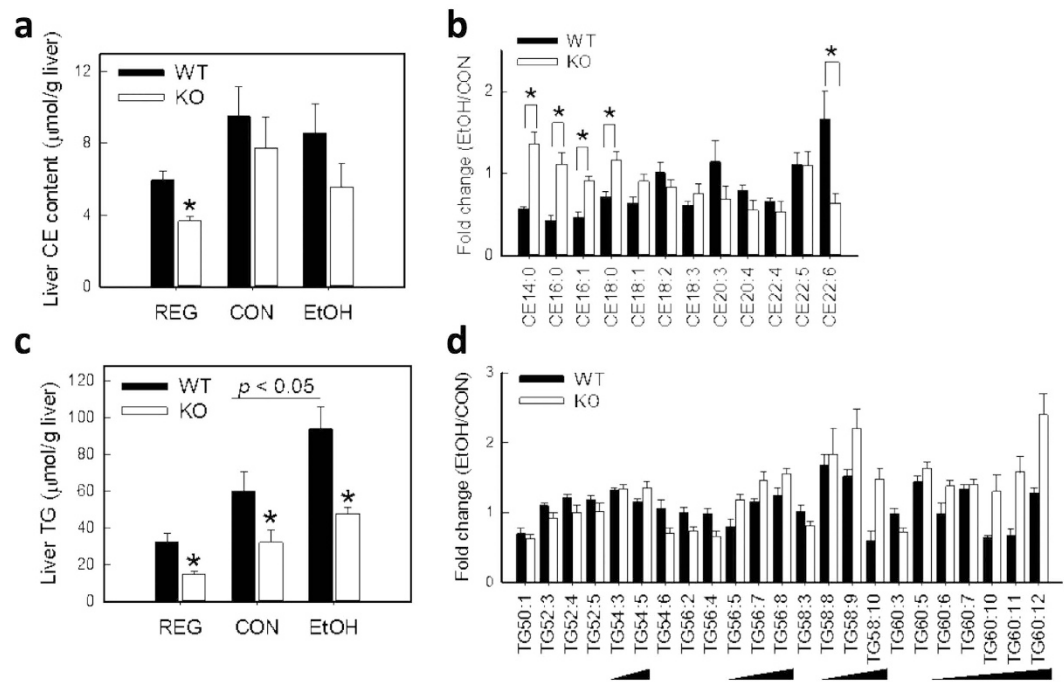 a
Liver CE content (μmol/g liver)
12
8
4
0
WT
KO
*
REG CON EtOH
b
Fold change (EtOH/CON)
2
1
0
WT
KO
* * * * *
CE14:0
CE16:0
CE16:1
CE18:0
CE18:1
CE18:2
CE18:3
CE20:3
CE20:4
CE22:4
CE22:5
CE22:6
c
Liver TG (μmol/g liver)
120
100
80
60
40
20
0
WT
KO
p < 0.05
* * *
REG CON EtOH
d
Fold change (EtOH/CON)
3
2
1
0
WT
KO
TG50:1
TG52:3
TG52:4
TG52:5
TG54:3
TG54:5
TG54:6
TG56:2
TG56:4
TG56:5
TG56:7
TG56:8
TG58:3
TG58:8
TG58:9
TG58:10
TG60:3
TG60:5
TG60:6
TG60:7
TG60:10
TG60:11
TG60:12